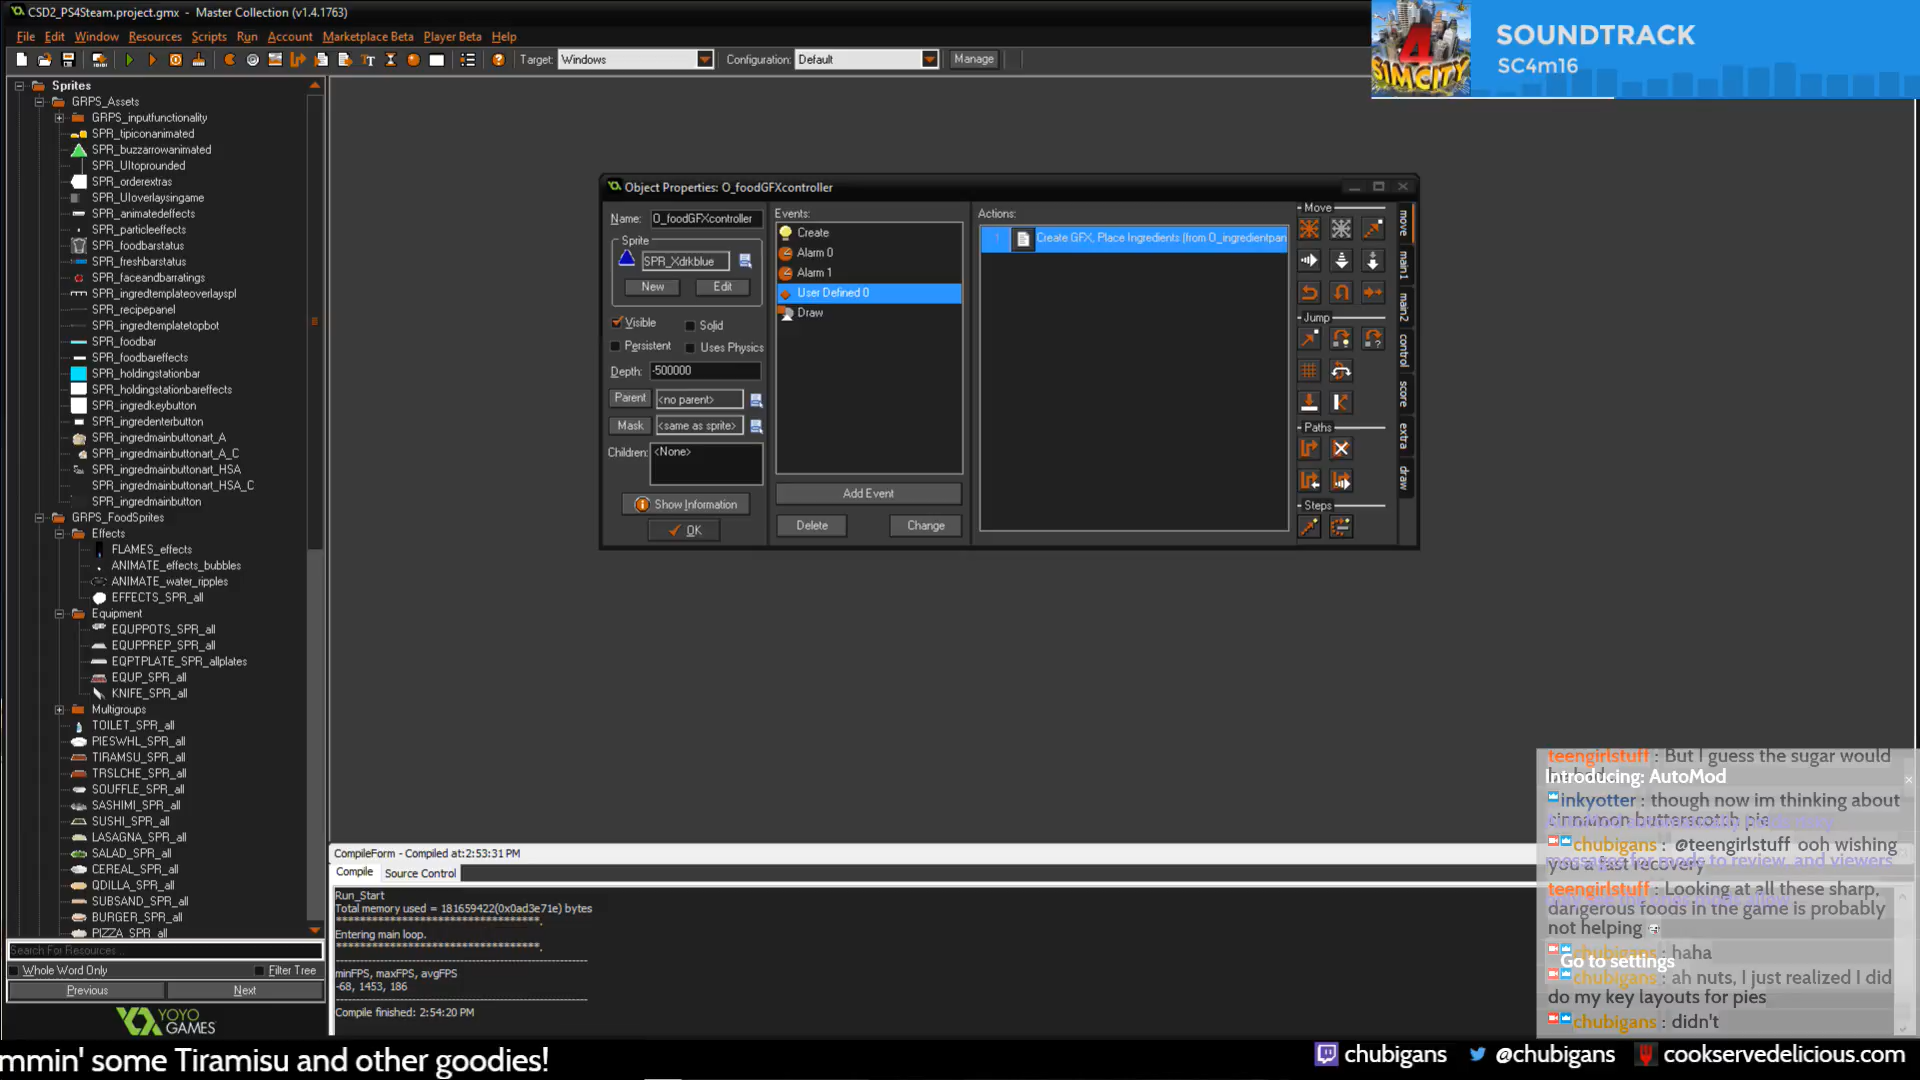 CSD2_PS4Steam.project.gmx - Master Collection (v1.4.1763)
File Edit Window Resources Scripts Run Account Marketplace Beta Player Beta Help
Target: Windows Configuration: Default Manage
SOUNDTRACK
SC4m16
4
SIMCITY
Sprites
GRPS_Assets
GRPS_inputfunctionality
SPR_tipiconanimated
SPR_buzzarrowanimated
SPR_UItoprounded
SPR_orderextras
SPR_UIoverlaysingame
SPR_animatedeffects
SPR_particleeffects
SPR_foodbarstatus
SPR_freshbarstatus
SPR_faceandbarratings
SPR_ingredtemplateoverlayspl
SPR_recipepanel
SPR_ingredtemplatetopbot
SPR_foodbar
SPR_foodbareffects
SPR_holdingstationbar
SPR_holdingstationbareffects
SPR_ingredkeybutton
SPR_ingredenterbutton
SPR_ingredmainbuttonart_A
SPR_ingredmainbuttonart_A_C
SPR_ingredmainbuttonart_HSA
SPR_ingredmainbuttonart_HSA_C
SPR_ingredmainbutton
GRPS_FoodSprites
Effects
FLAMES_effects
ANIMATE_effects_bubbles
ANIMATE_water_ripples
EFFECTS_SPR_all
Equipment
EQUPPOTS_SPR_all
EQUPPREP_SPR_all
EQPTPLATE_SPR_allplates
EQUP_SPR_all
KNIFE_SPR_all
Multigroups
TOILET_SPR_all
PIESWHL_SPR_all
TIRAMSU_SPR_all
TRSLCHE_SPR_all
SOUFFLE_SPR_all
SASHIMI_SPR_all
SUSHI_SPR_all
LASAGNA_SPR_all
SALAD_SPR_all
CEREAL_SPR_all
QDILLA_SPR_all
SUBSAND_SPR_all
BURGER_SPR_all
PIZZA_SPR_all
Search For Resources
Whole Word Only Filter Tree
Previous Next
YOYO
GAMES
Object Properties: O_foodGFXcontroller
Name: O_foodGFXcontroller
Sprite
SPR_Xdrkblue
New Edit
Visible Solid
Persistent Uses Physics
Depth: -500000
Parent <no parent>
Mask <same as sprite>
Children: <None>
Show Information
OK
Events:
Create
Alarm 0
Alarm 1
User Defined 0
Draw
Add Event
Delete Change
Actions:
1 Create GFX, Place Ingredients (from O_ingredientpan
Move
Jump
Paths
Steps
move
main1
main2
control
score
extra
draw
CompileForm - Compiled at:2:53:31 PM
Compile Source Control
Run_Start
Total memory used = 181659422(0x0ad3e71e) bytes
**********************************.
Entering main loop.
**********************************.
minFPS, maxFPS, avgFPS
-68, 1453, 186
Compile finished: 2:54:20 PM
teengirlstuff : But I guess the sugar would
Introducing: AutoMod
inkyotter : though now im thinking about
cinnamon butterscotch pie
chubigans : @teengirlstuff ooh wishing
you a fast recovery
messages for mods to review, and viewers
teengirlstuff : Looking at all these sharp,
dangerous foods in the game is probably
not helping
chubigans : haha
Go to settings
chubigans : ah nuts, I just realized I did
do my key layouts for pies
chubigans : didn't
mmin' some Tiramisu and other goodies!
chubigans @chubigans cookservedelicious.com